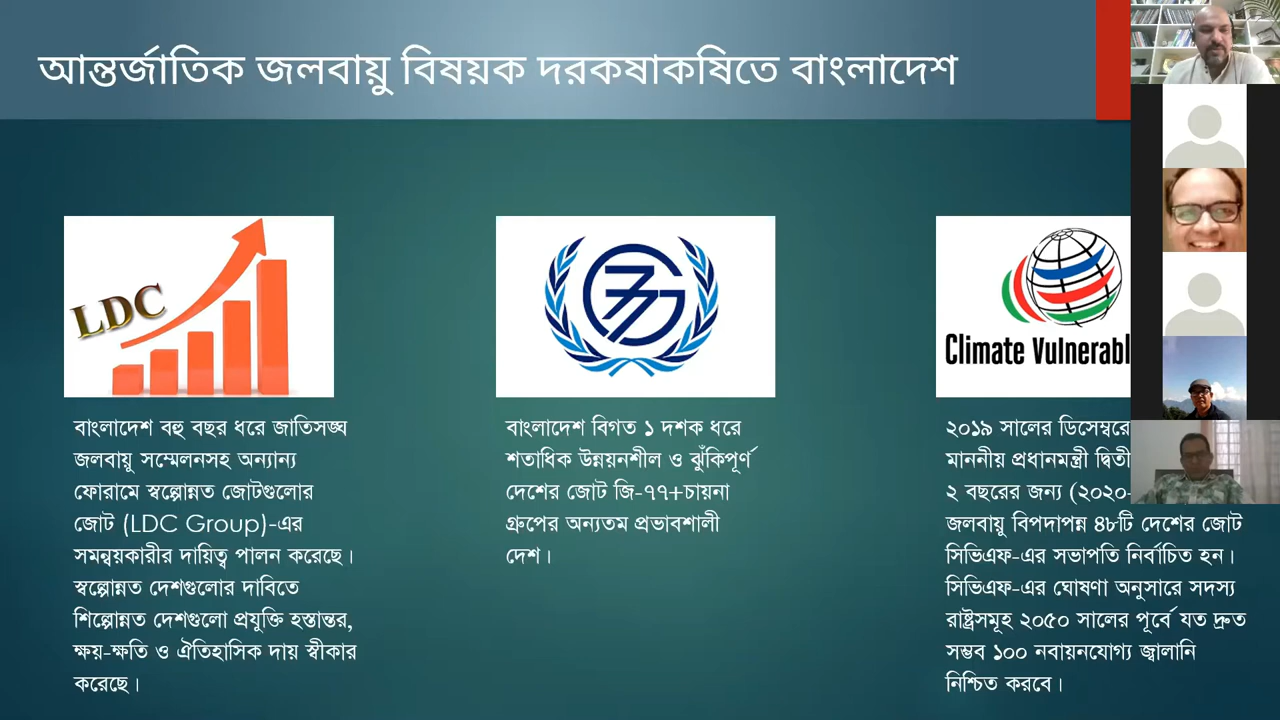 আন্তর্জাতিক জলবায়ু বিষয়ক দরকষাকষিতে বাংলাদেশ
LDC
বাংলাদেশ বহু বছর ধরে জাতিসঙ্ঘ
জলবায়ু সম্মেলনসহ অন্যান্য
ফোরামে স্বল্পোন্নত জোটগুলোর
জোট (LDC Group)-এর
সমন্বয়কারীর দায়িত্ব পালন করেছে।
স্বল্পোন্নত দেশগুলোর দাবিতে
শিল্পোন্নত দেশগুলো প্রযুক্তি হস্তান্তর,
ক্ষয়-ক্ষতি ও ঐতিহাসিক দায় স্বীকার
করেছে।
G77
বাংলাদেশ বিগত ১ দশক ধরে
শতাধিক উন্নয়নশীল ও ঝুঁকিপূর্ণ
দেশের জোট জি-৭৭+চায়না
গ্রুপের অন্যতম প্রভাবশালী
দেশ।
Climate
২০১৯ সালের ডিসেম্বরে
মাননীয় প্রধানমন্ত্রী
২ বছরের জন্য (২০২০-
জলবায়ু বিপদাপন্ন ৪৮টি দেশের জোট
সিভিএফ-এর সভাপতি নির্বাচিত হন।
সিভিএফ-এর ঘোষণা অনুসারে সদস্য
রাষ্ট্রসমূহ ২০৫০ সালের পূর্বে যত দ্রুত
সম্ভব ১০০ নবায়নযোগ্য জ্বালানি
নিশ্চিত করবে।